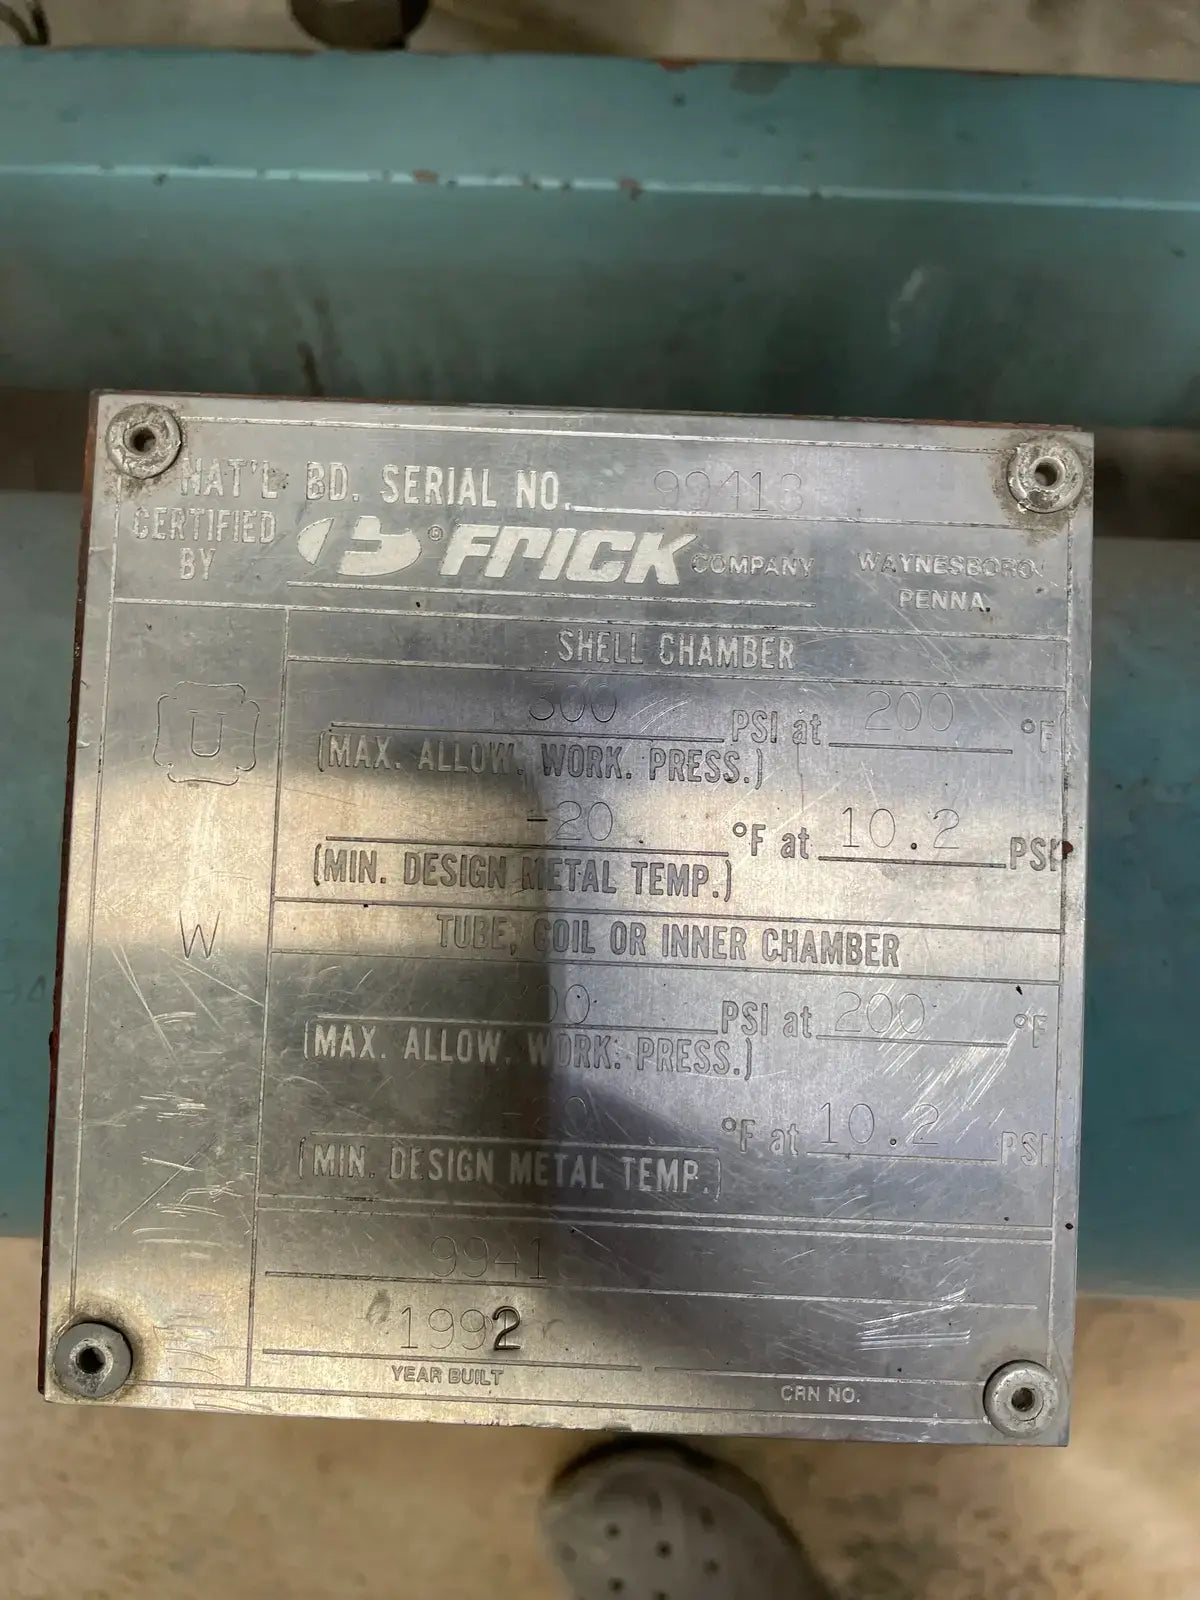 NAT'L BD. SERIAL NO. 99413
CERTIFIED BY
FRICK® COMPANY WAYNESBORO PENNA.
SHELL CHAMBER
300 PSI at 200 °F
(MAX. ALLOW. WORK. PRESS.)
-20 °F at 10.2 PSI
(MIN. DESIGN METAL TEMP.)
U
W
TUBE, COIL OR INNER CHAMBER
PSI at 200 °F
(MAX. ALLOW. WORK. PRESS.)
°F at 10.2 PSI
(MIN. DESIGN METAL TEMP.)
1992
YEAR BUILT
CRN NO.